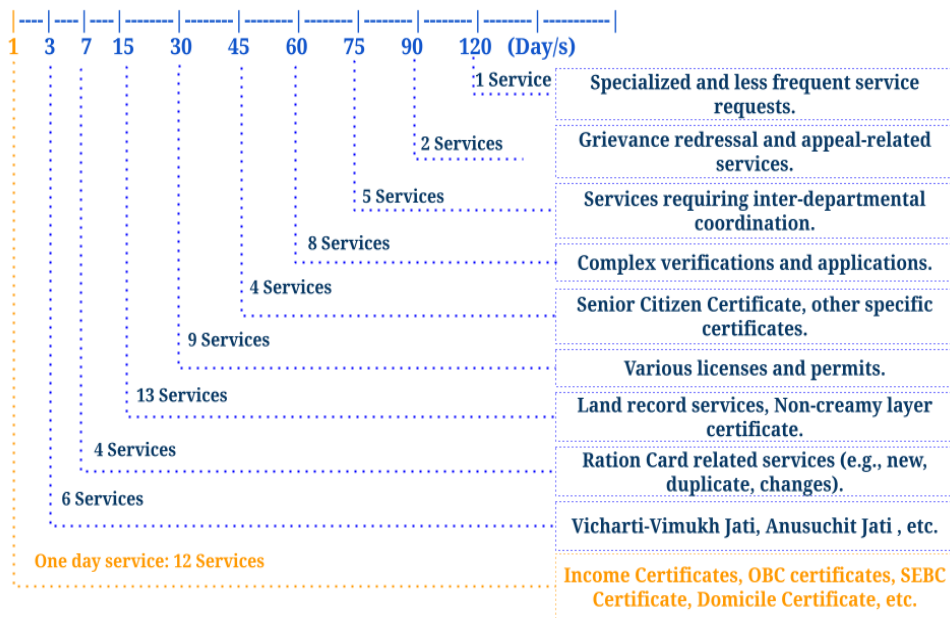 1 3 7 15 30 45 60 75 90 120 (Day/s)
1 Service
Specialized and less frequent service
requests.
2 Services
Grievance redressal and appeal-related
services.
5 Services
Services requiring inter-departmental
coordination.
8 Services
Complex verifications and applications.
4 Services
Senior Citizen Certificate, other specific
certificates.
9 Services
Various licenses and permits.
13 Services
Land record services, Non-creamy layer
certificate.
4 Services
Ration Card related services (e.g., new,
duplicate, changes).
6 Services
Vicharti-Vimukh Jati, Anusuchit Jati , etc.
One day service: 12 Services
Income Certificates, OBC certificates, SEBC
Certificate, Domicile Certificate, etc.